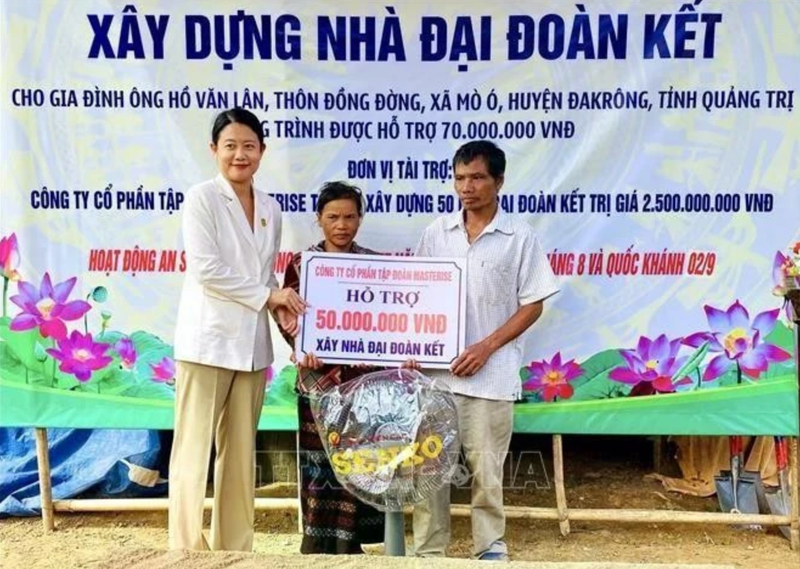 XÂY DỰNG NHÀ ĐẠI ĐOÀN KẾT
CHO GIA ĐÌNH ÔNG HỒ VĂN LÂN, THÔN ĐỒNG ĐỜNG, XÃ MÒ Ó, HUYỆN ĐAKRÔNG, TỈNH QUẢNG TRỊ
G TRÌNH ĐƯỢC HỖ TRỢ 70.000.000 VNĐ
ĐƠN VỊ TÀI TRỢ:
CÔNG TY CỔ PHẦN TẬP ERISE T XÂY DỰNG 50 ĐẠI ĐOÀN KẾT TRỊ GIÁ 2.500.000.000 VNĐ
HOẠT ĐỘNG AN S ÁNG 8 VÀ QUỐC KHÁNH 02/9
CÔNG TY CỔ PHẦN TẬP ĐOÀN MASTERISE
HỖ TRỢ
50.000.000 VNĐ
XÂY NHÀ ĐẠI ĐOÀN KẾT
SENKO